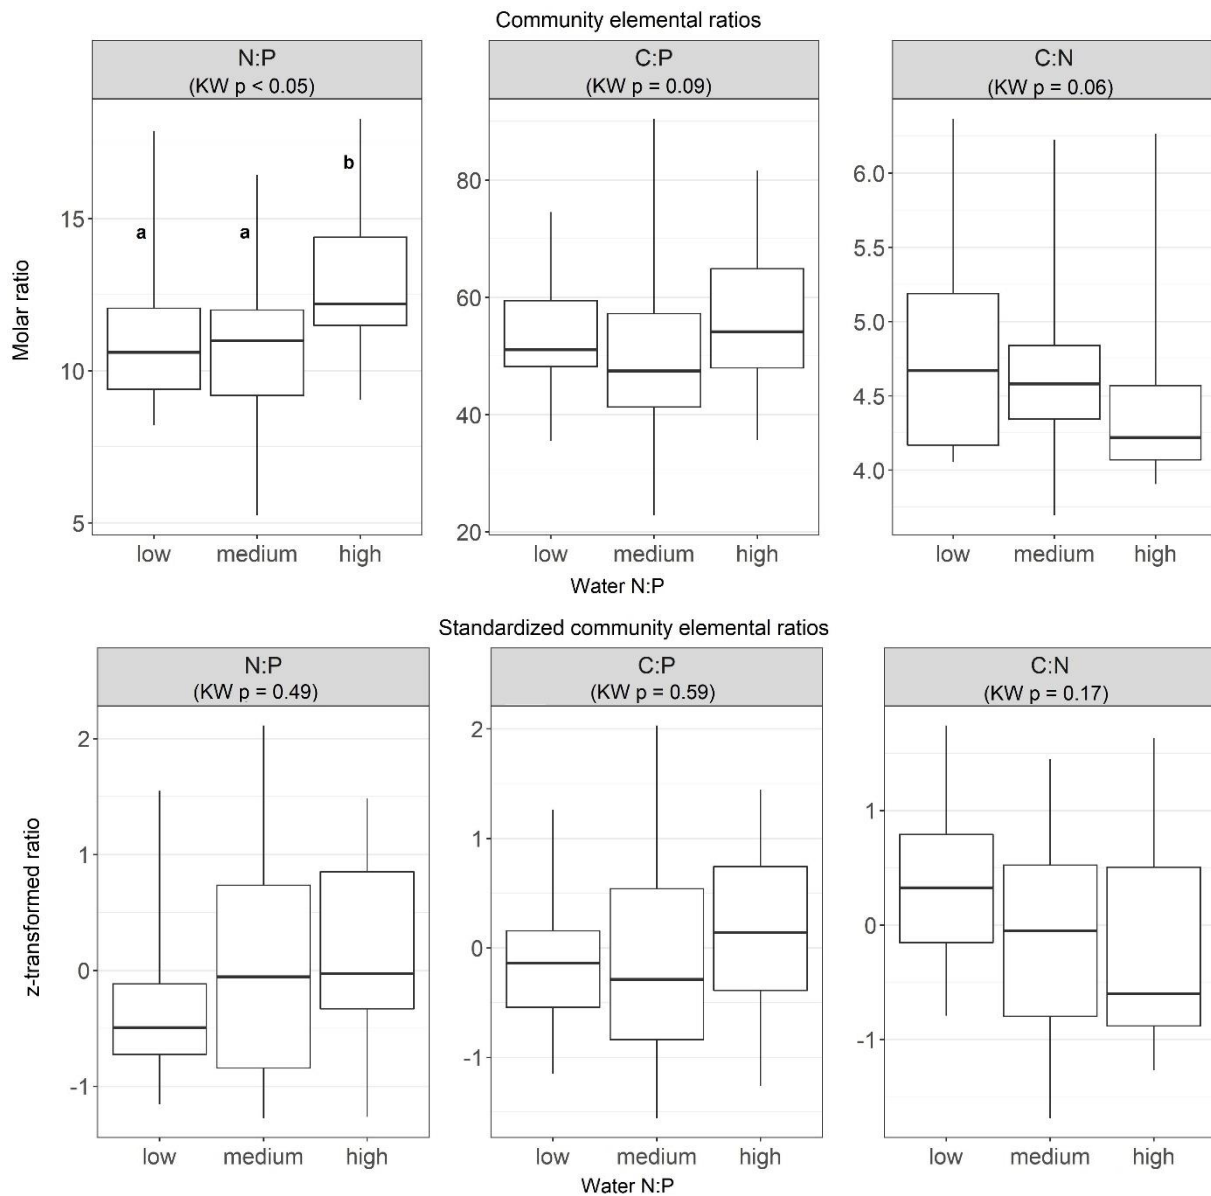 Community elemental ratios
N:P
(KW p < 0.05)
C:P
(KW p = 0.09)
C:N
(KW p = 0.06)
Molar ratio
15
10
5
a
a
b
low
medium
high
80
60
40
20
low
medium
high
6.0
5.5
5.0
4.5
4.0
low
medium
high
Water N:P
Standardized community elemental ratios
N:P
(KW p = 0.49)
C:P
(KW p = 0.59)
C:N
(KW p = 0.17)
z-transformed ratio
2
1
0
-1
low
medium
high
2
1
0
-1
low
medium
high
1
0
-1
low
medium
high
Water N:P